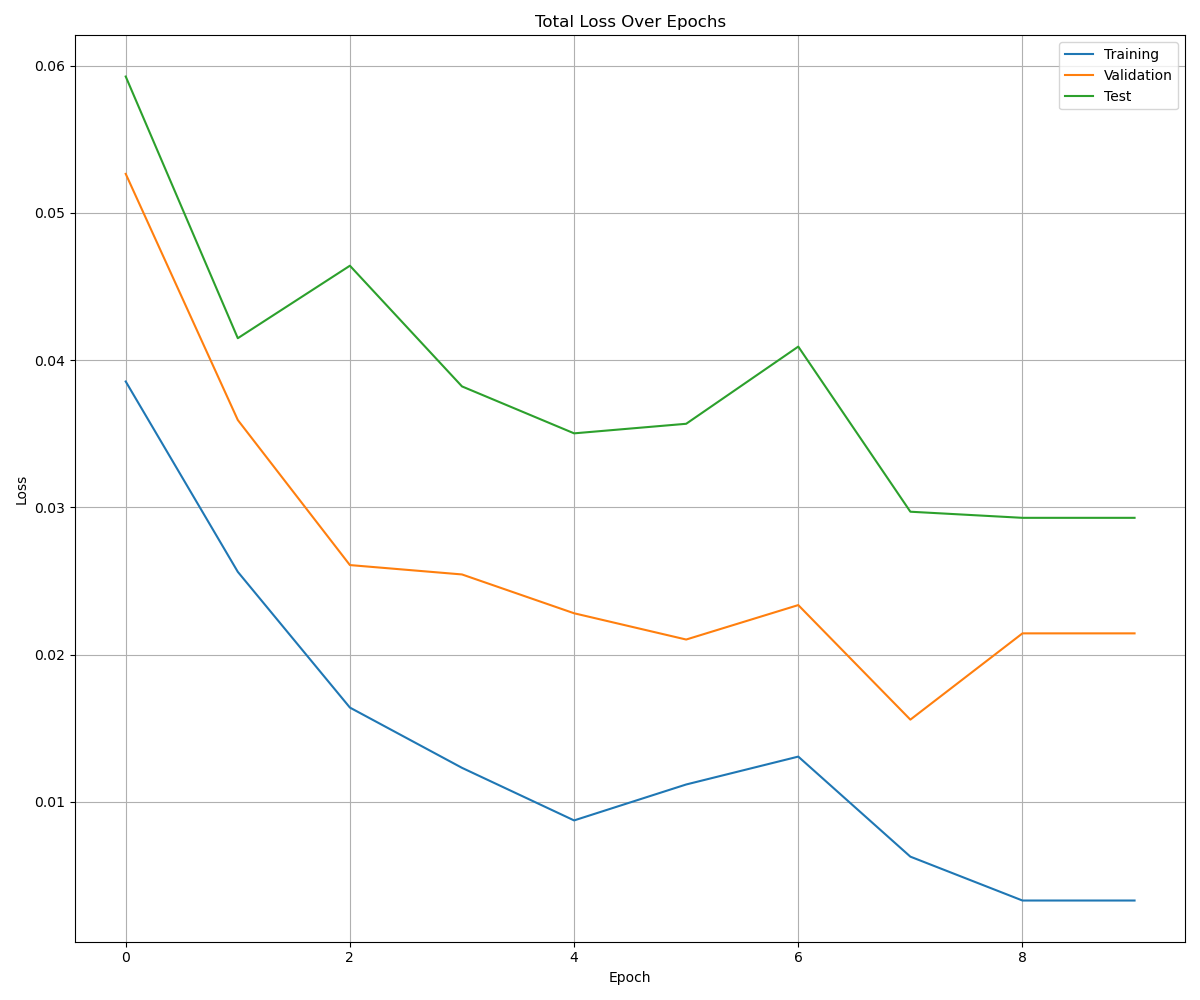 Total Loss Over Epochs
Training
Validation
Test
0.06
0.05
0.04
0.03
0.02
0.01
Loss
0 2 4 6 8
Epoch